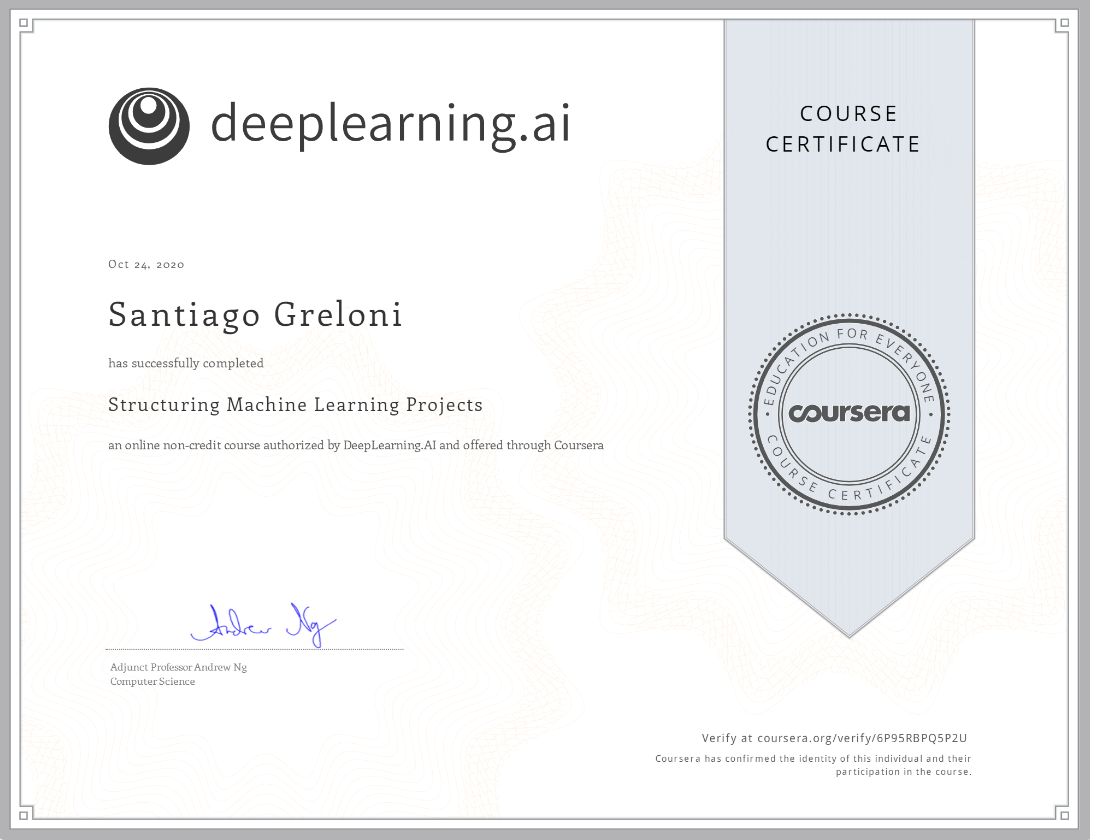 deeplearning.ai
COURSE
CERTIFICATE
Oct 24, 2020
Santiago Greloni
has successfully completed
Structuring Machine Learning Projects
an online non-credit course authorized by DeepLearning.AI and offered through Coursera
EDUCATION FOR EVERYONE
coursera
COURSE CERTIFICATE
Andrew Ng
Adjunct Professor Andrew Ng
Computer Science
Verify at coursera.org/verify/6P95RBPQ5P2U
Coursera has confirmed the identity of this individual and their
participation in the course.